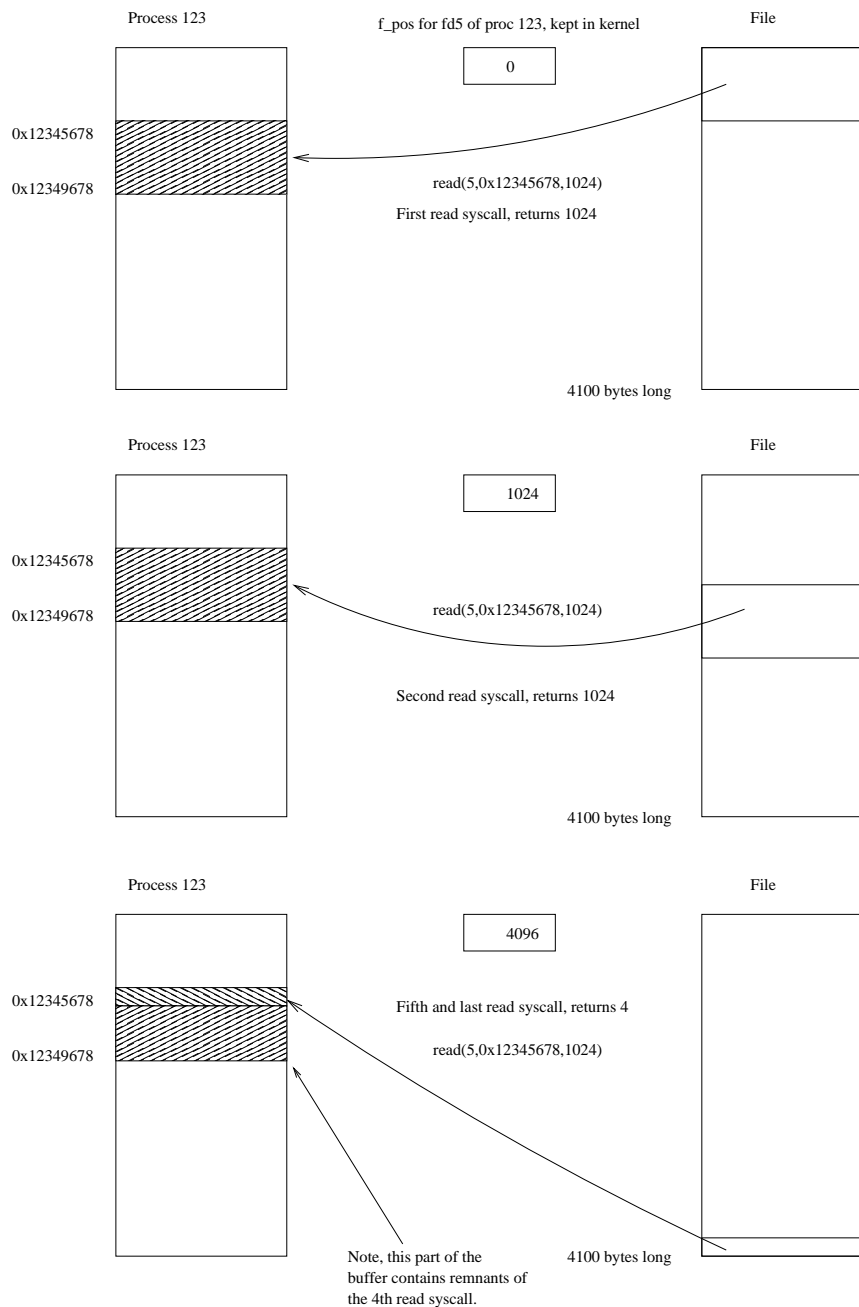 Process 123
f_pos for fd5 of proc 123, kept in kernel
File
0
0x12345678
0x12349678
read(5,0x12345678,1024)
First read syscall, returns 1024
4100 bytes long
Process 123
File
1024
0x12345678
0x12349678
read(5,0x12345678,1024)
Second read syscall, returns 1024
4100 bytes long
Process 123
File
4096
0x12345678
Fifth and last read syscall, returns 4
0x12349678
read(5,0x12345678,1024)
Note, this part of the
buffer contains remnants of
the 4th read syscall.
4100 bytes long